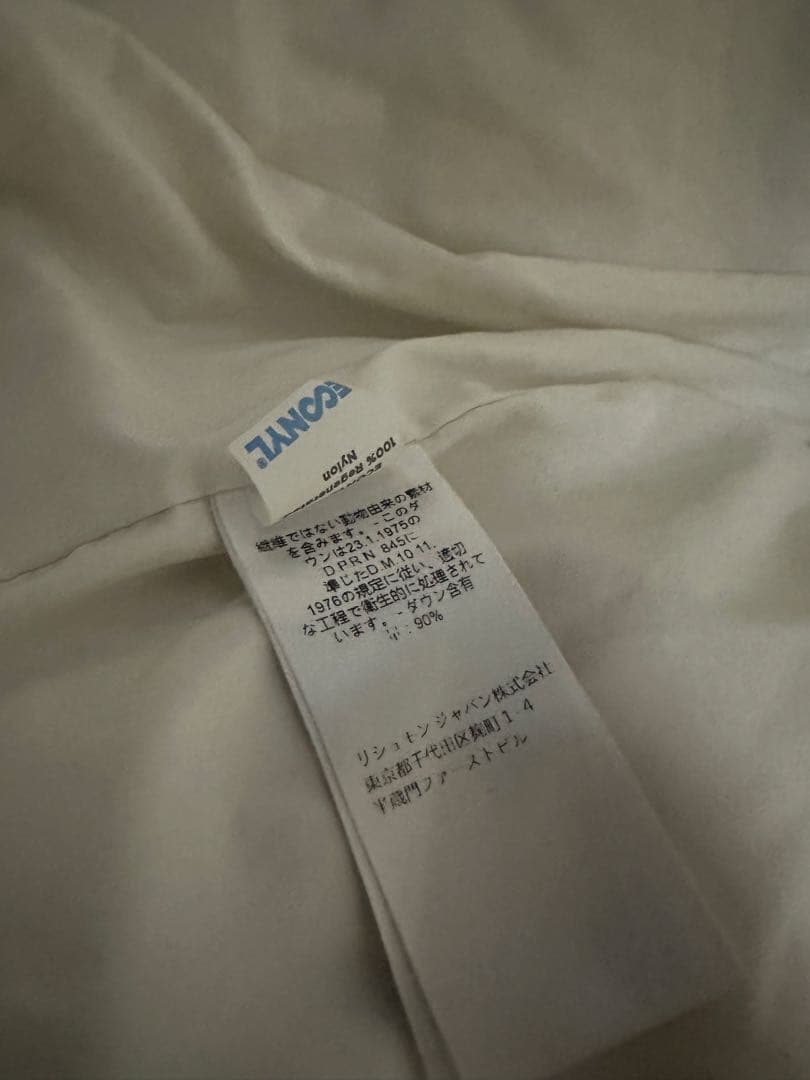 ECONYL®
100% Regenera
Nylon
繊維ではない動物由来の素材
を含みます。-このダ
ウンは23.1.1975の
D P R N 845に
準じたD.M.10 11.
1976の規定に従い、適切
な工程で衛生的に処理されて
います。-ダウン含有
: 90%
リシュモン ジャパン株式会社
東京都千代田区麹町1-4
半蔵門ファーストビル